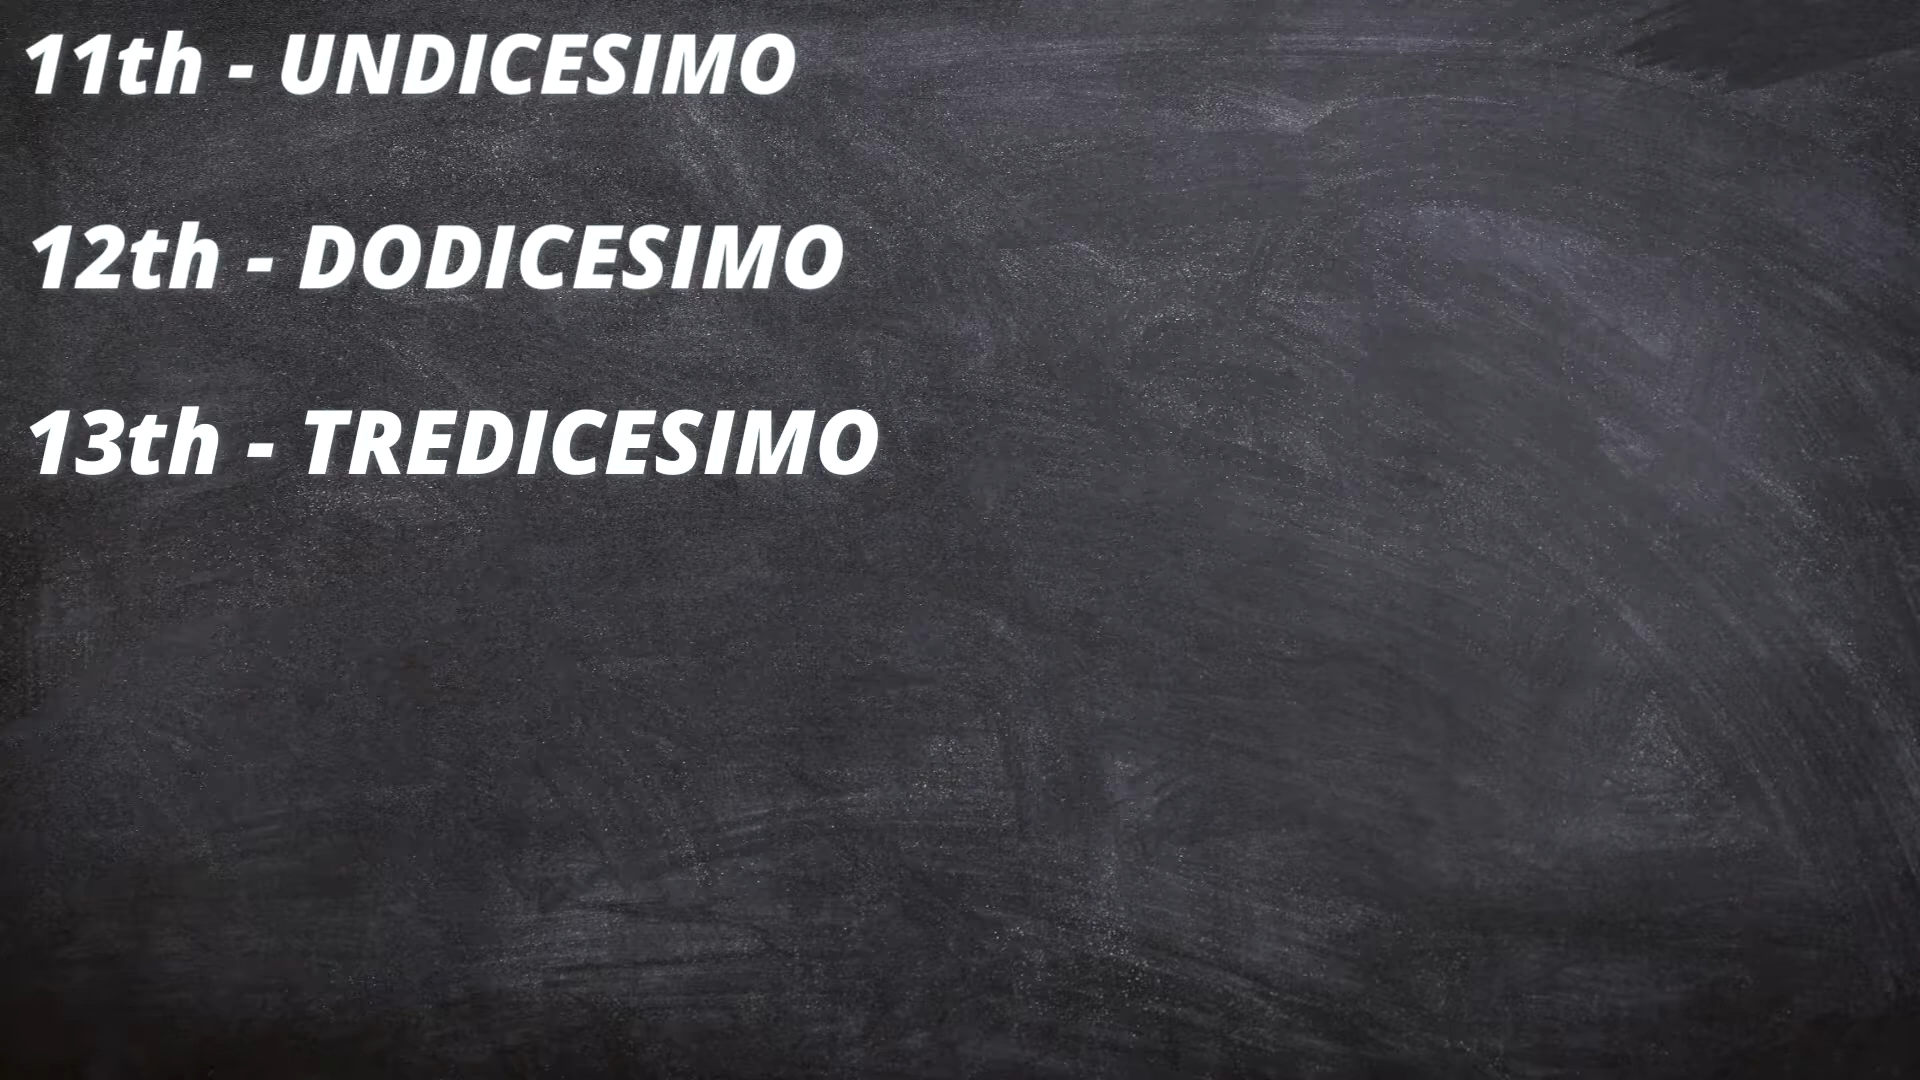 11th - UNDICESIMO
12th - DODICESIMO
13th - TREDICESIMO